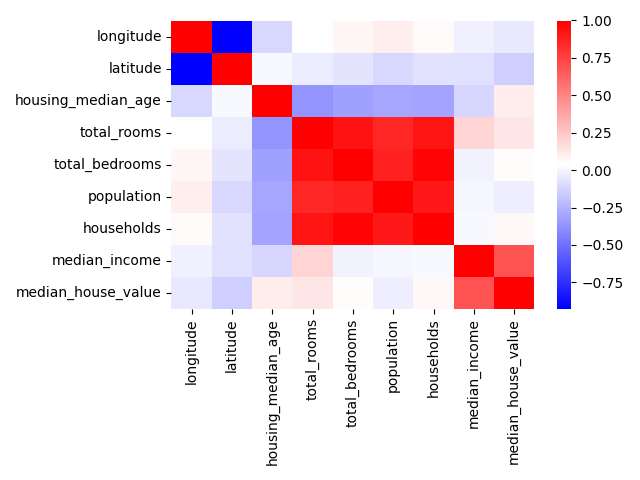 longitude
latitude
housing_median_age
total_rooms
total_bedrooms
population
households
median_income
median_house_value
longitude
latitude
housing_median_age
total_rooms
total_bedrooms
population
households
median_income
median_house_value
1.00
0.75
0.50
0.25
0.00
−0.25
−0.50
−0.75